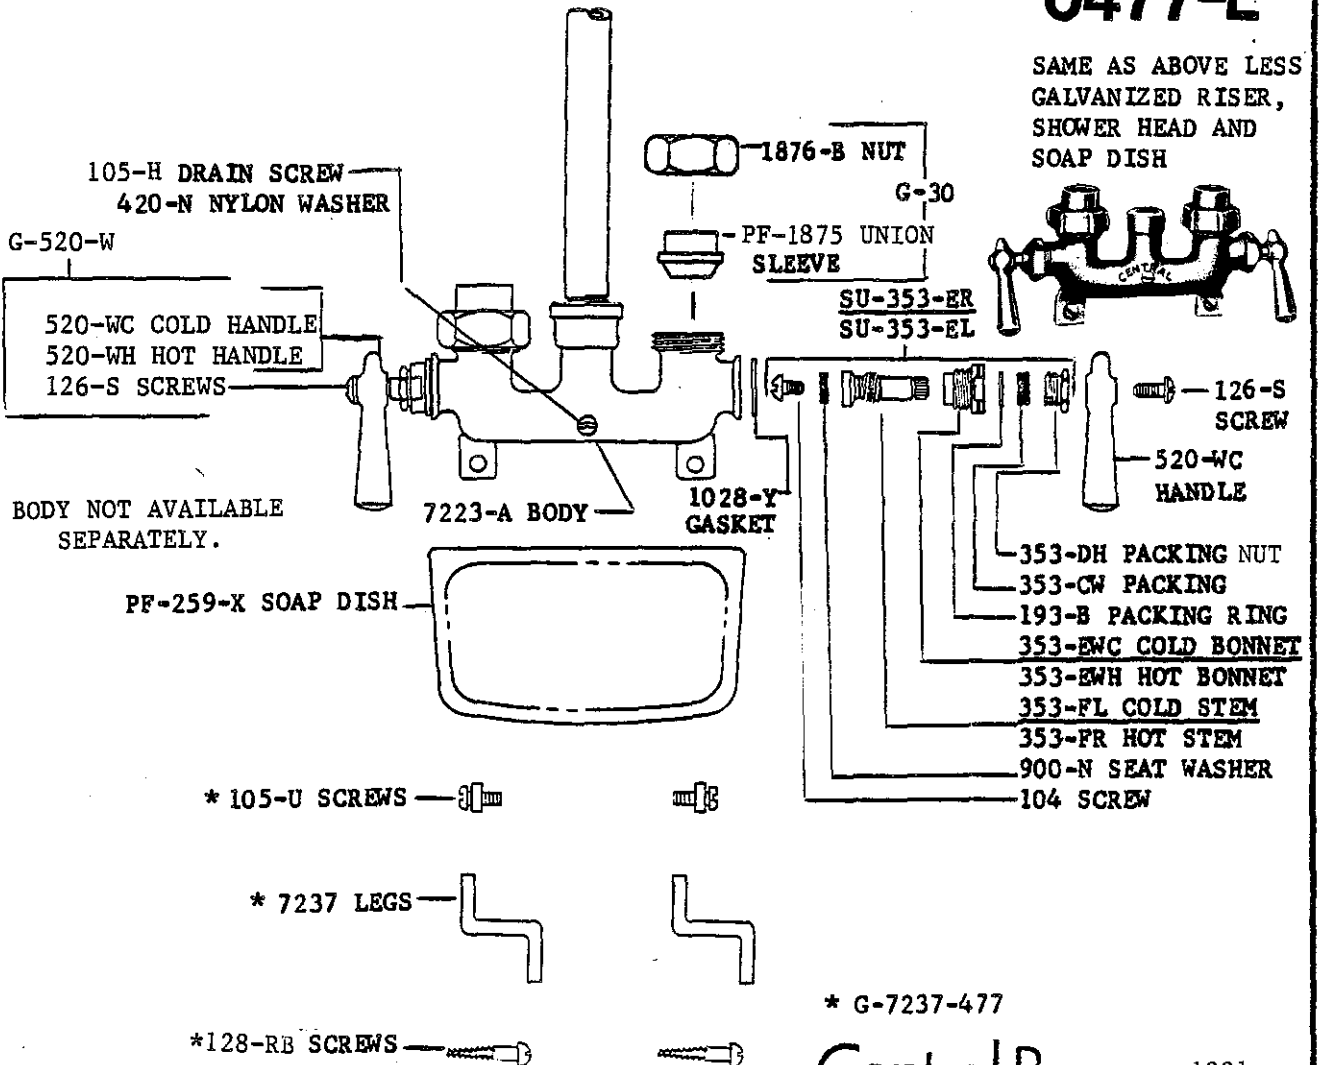 0477-L
SAME AS ABOVE LESS
GALVANIZED RISER,
SHOWER HEAD AND
SOAP DISH
1876-B NUT
G-30
PF-1875 UNION
SLEEVE
105-H DRAIN SCREW
420-N NYLON WASHER
G-520-W
520-WC COLD HANDLE
520-WH HOT HANDLE
126-S SCREWS
SU-353-ER
SU-353-EL
CENTRAL
126-S
SCREW
520-WC
HANDLE
BODY NOT AVAILABLE
SEPARATELY.
7223-A BODY
1028-Y
GASKET
353-DH PACKING NUT
353-CW PACKING
193-B PACKING RING
353-EWC COLD BONNET
353-EWH HOT BONNET
353-FL COLD STEM
353-FR HOT STEM
900-N SEAT WASHER
104 SCREW
PF-259-X SOAP DISH
* 105-U SCREWS
* 7237 LEGS
* G-7237-477
*128-RB SCREWS